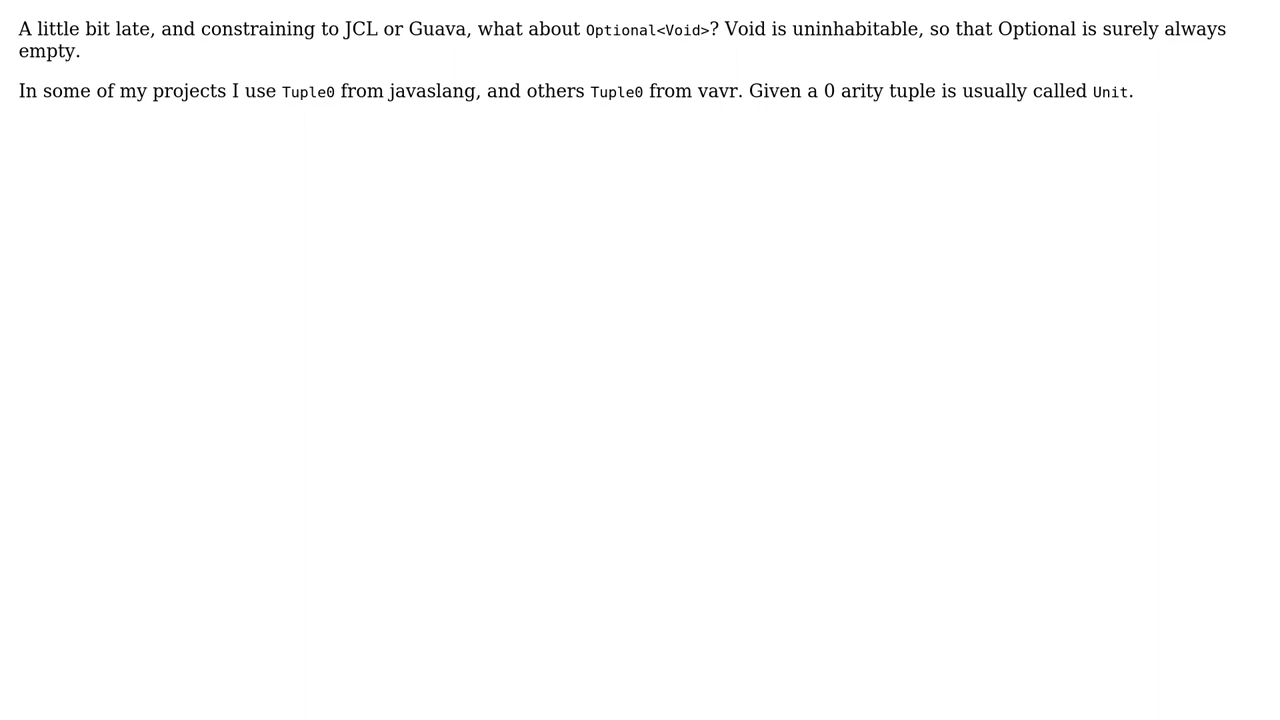 A little bit late, and constraining to JCL or Guava, what about Optional<Void>? Void is uninhabitable, so that Optional is surely always
empty.
In some of my projects I use Tuple0 from javaslang, and others Tuple0 from vavr. Given a 0 arity tuple is usually called Unit.